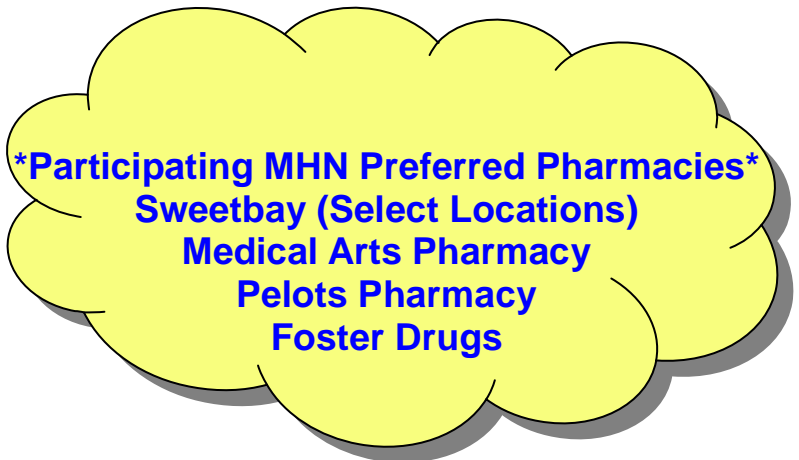 *Participating MHN Preferred Pharmacies*
Sweetbay (Select Locations)
Medical Arts Pharmacy
Pelots Pharmacy
Foster Drugs